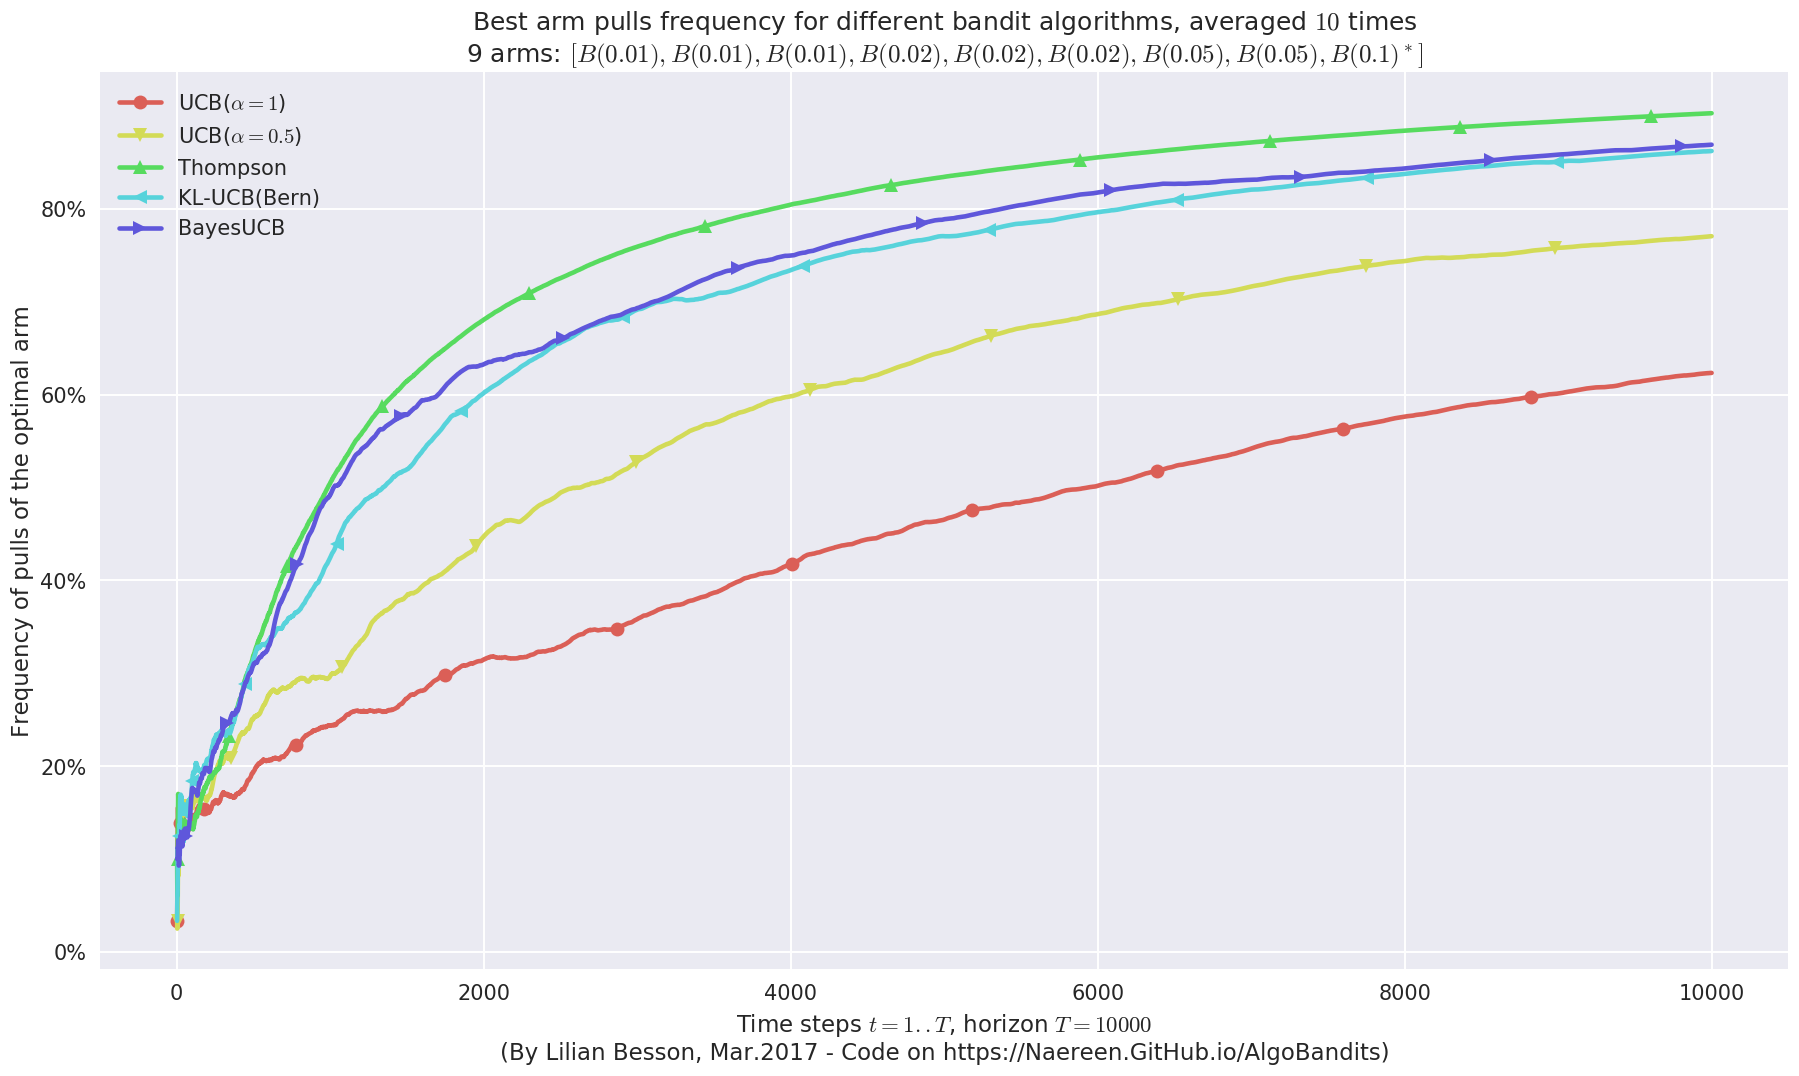 Best arm pulls frequency for different bandit algorithms, averaged 10 times
9 arms: [B(0.01), B(0.01), B(0.01), B(0.02), B(0.02), B(0.02), B(0.05), B(0.05), B(0.1)*]
UCB(α = 1)
UCB(α = 0.5)
Thompson
KL-UCB(Bern)
BayesUCB
Frequency of pulls of the optimal arm
80%
60%
40%
20%
0%
0 2000 4000 6000 8000 10000
Time steps t = 1..T, horizon T = 10000
(By Lilian Besson, Mar.2017 - Code on https://Naereen.GitHub.io/AlgoBandits)